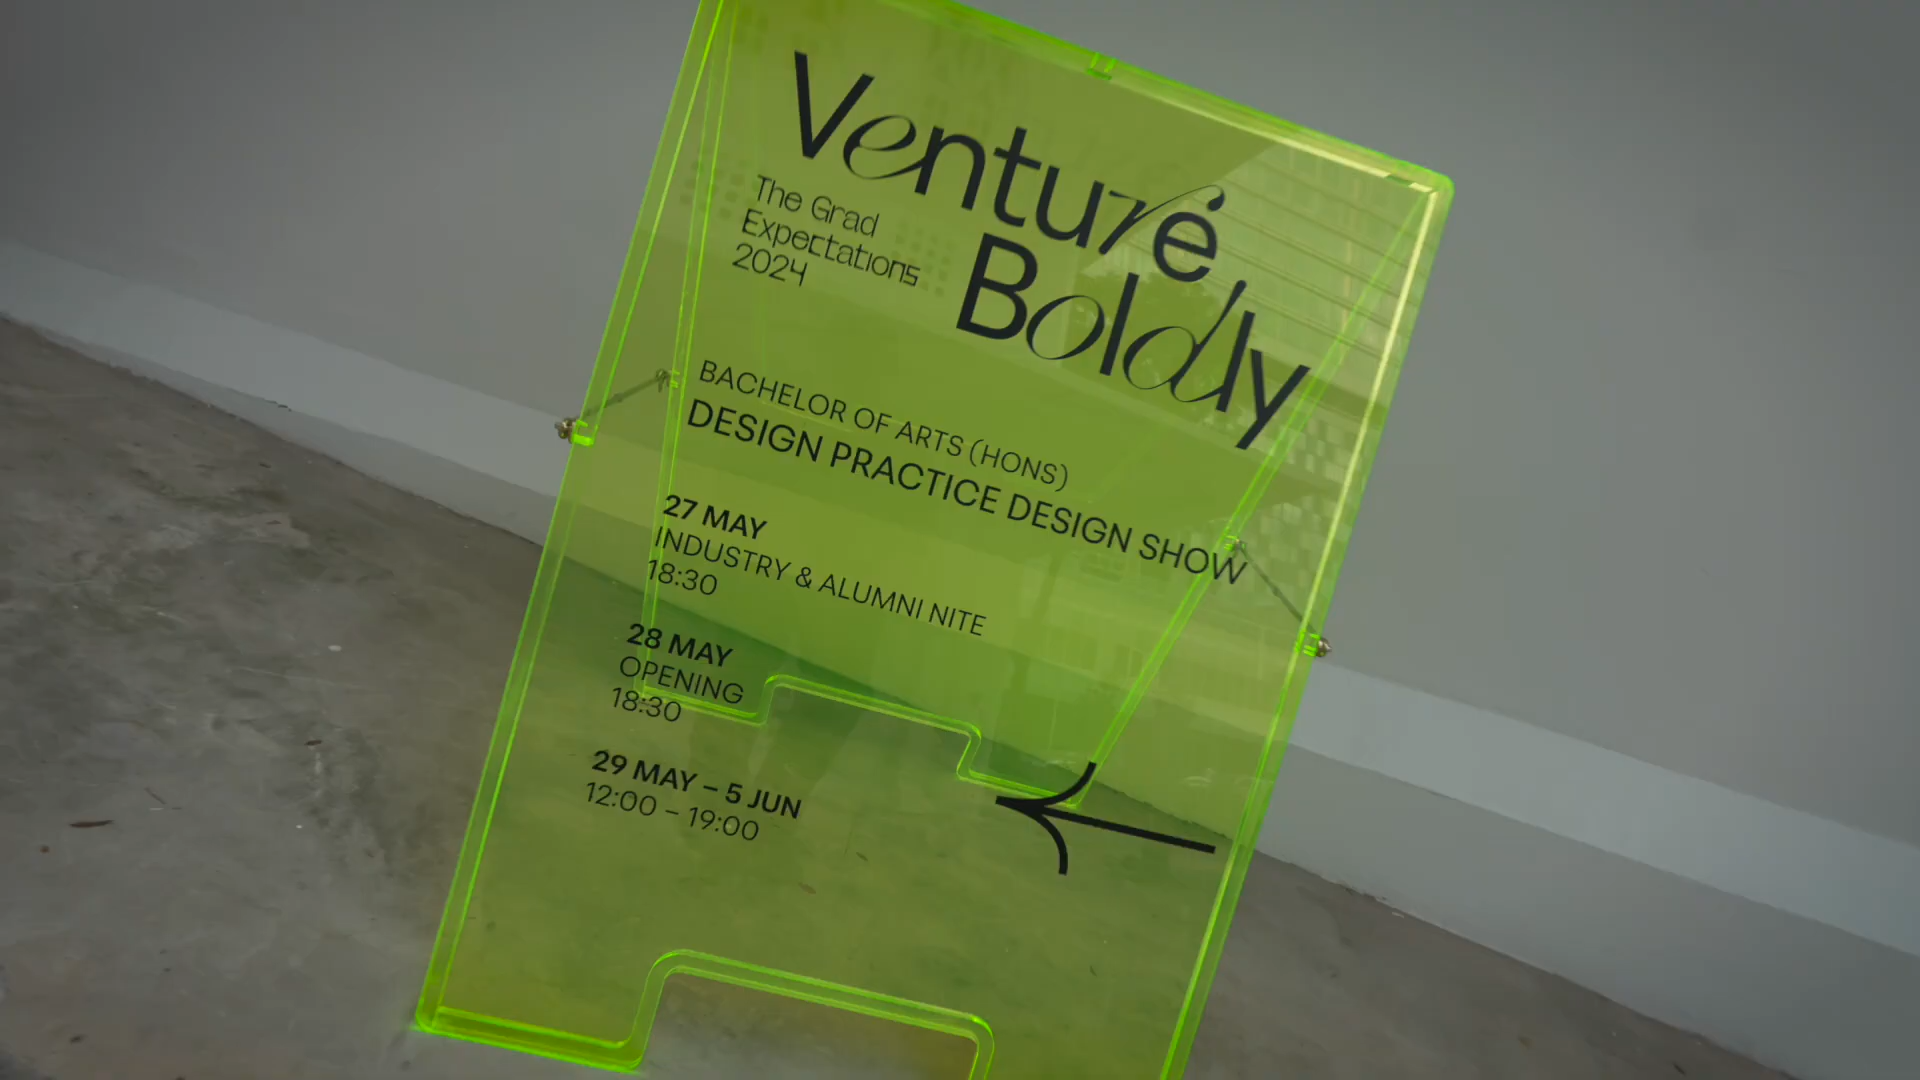 Venture
Boldly
The Grad
Expectations
2024
BACHELOR OF ARTS (HONS)
DESIGN PRACTICE DESIGN SHOW
27 MAY
INDUSTRY & ALUMNI NITE
18:30
28 MAY
OPENING
18:30
29 MAY – 5 JUN
12:00 – 19:00